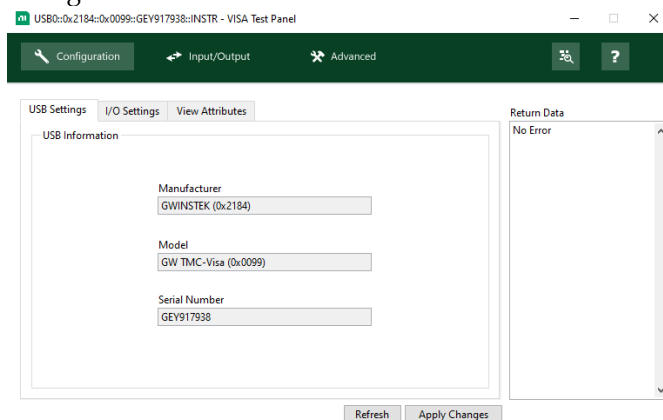 USB0::0x2184::0x0099::GEY917938::INSTR - VISA Test Panel
Configuration Input/Output Advanced ?
USB Settings I/O Settings View Attributes
Return Data
USB Information
No Error
Manufacturer
GWINSTEK (0x2184)
Model
GW TMC-Visa (0x0099)
Serial Number
GEY917938
Refresh Apply Changes